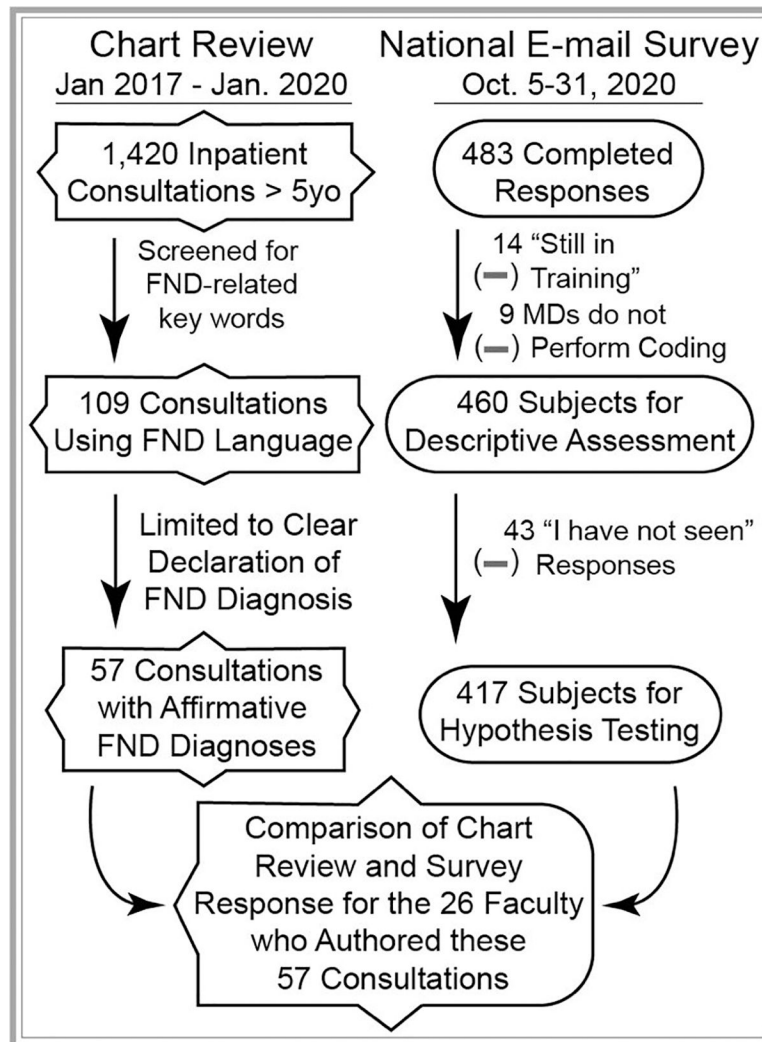 Chart Review
Jan 2017 - Jan. 2020
1,420 Inpatient
Consultations > 5yo
Screened for
FND-related
key words
109 Consultations
Using FND Language
Limited to Clear
Declaration of
FND Diagnosis
57 Consultations
with Affirmative
FND Diagnoses
National E-mail Survey
Oct. 5-31, 2020
483 Completed
Responses
14 “Still in
(−) Training”
9 MDs do not
(−) Perform Coding
460 Subjects for
Descriptive Assessment
43 “I have not seen”
(−) Responses
417 Subjects for
Hypothesis Testing
Comparison of Chart
Review and Survey
Response for the 26 Faculty
who Authored these
57 Consultations